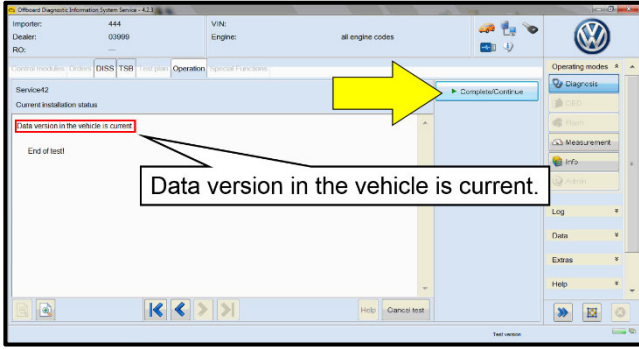 Offboard Diagnostic Information System Service - 4.2.3
Importer: 444 VIN:
Dealer: 03999 Engine: all engine codes
RO: ---
Control modules Orders DISS TSB Test plan Operation Special Functions
Operating modes
Service42
Current installation status
Complete/Continue
Diagnosis
OBD
Data version in the vehicle is current.
End of test!
Measurement
Info
Admin
Data version in the vehicle is current.
Log
Data
Extras
Help
Help Cancel test
Test version